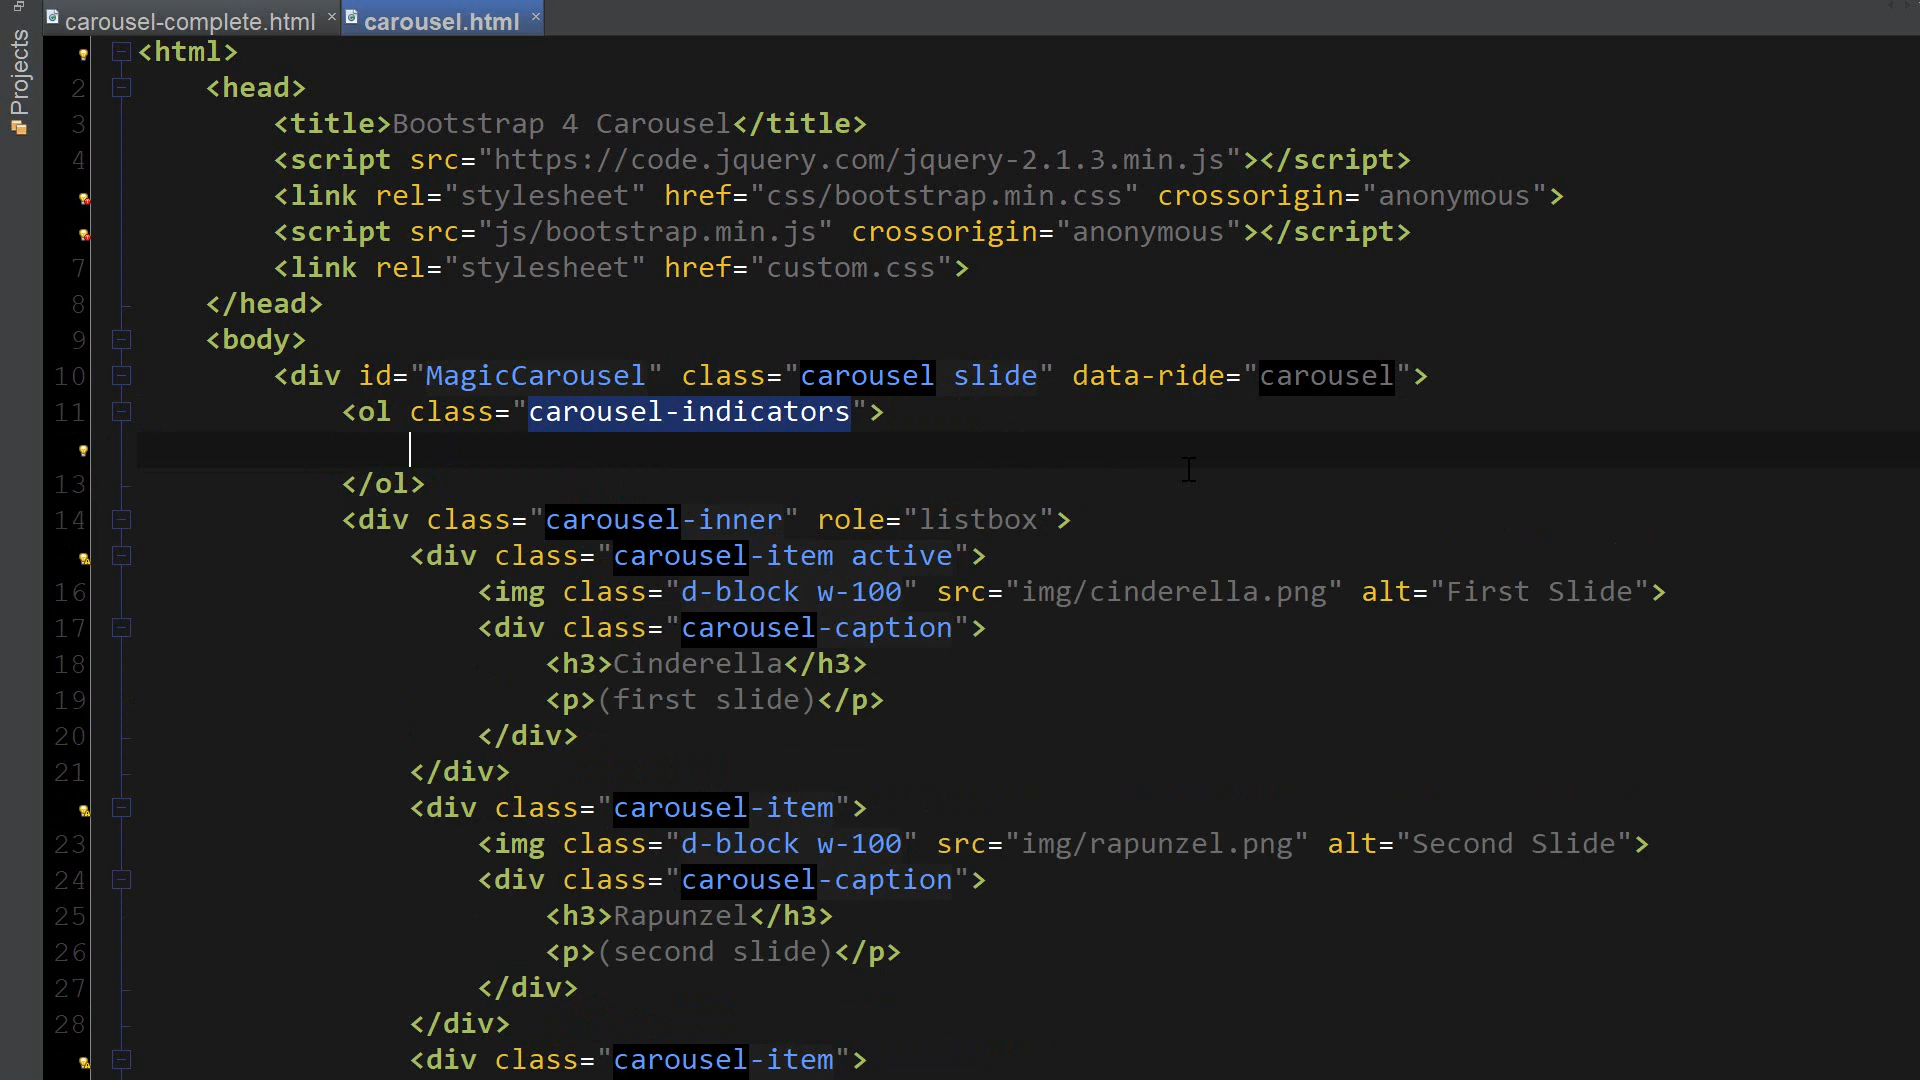 carousel-complete.html × carousel.html ×
Projects
<html>
2 <head>
3 <title>Bootstrap 4 Carousel</title>
4 <script src="https://code.jquery.com/jquery-2.1.3.min.js"></script>
<link rel="stylesheet" href="css/bootstrap.min.css" crossorigin="anonymous">
<script src="js/bootstrap.min.js" crossorigin="anonymous"></script>
7 <link rel="stylesheet" href="custom.css">
8 </head>
9 <body>
10 <div id="MagicCarousel" class="carousel slide" data-ride="carousel">
11 <ol class="carousel-indicators">
13 </ol>
14 <div class="carousel-inner" role="listbox">
<div class="carousel-item active">
16 <img class="d-block w-100" src="img/cinderella.png" alt="First Slide">
17 <div class="carousel-caption">
18 <h3>Cinderella</h3>
19 <p>(first slide)</p>
20 </div>
21 </div>
<div class="carousel-item">
23 <img class="d-block w-100" src="img/rapunzel.png" alt="Second Slide">
24 <div class="carousel-caption">
25 <h3>Rapunzel</h3>
26 <p>(second slide)</p>
27 </div>
28 </div>
<div class="carousel-item">